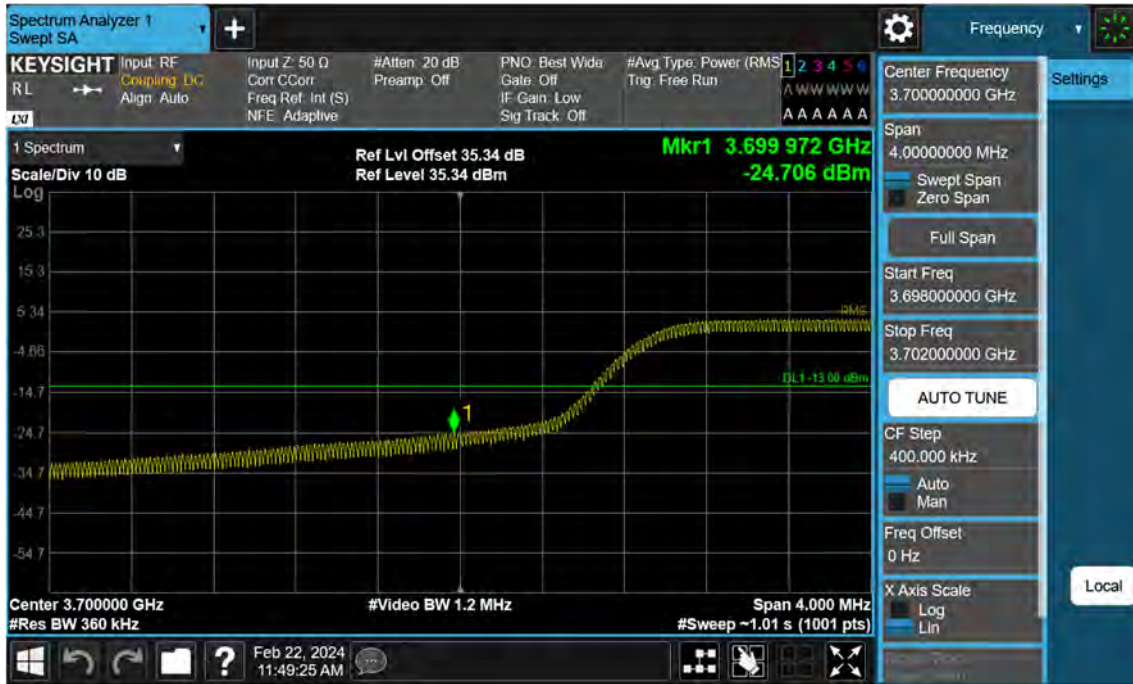 Spectrum Analyzer 1
Swept SA
+
Frequency
KEYSIGHT
RL
LXI
Input: RF
Coupling: DC
Align: Auto
Input Z: 50 Ω
Corr CCorr
Freq Ref: Int (S)
NFE: Adaptive
#Atten: 20 dB
Preamp: Off
PNO: Best Wide
Gate: Off
IF Gain: Low
Sig Track: Off
#Avg Type: Power (RMS
Trig: Free Run
1 2 3 4 5 6
A W W W W W
A A A A A A
1 Spectrum
Scale/Div 10 dB
Log
Ref Lvl Offset 35.34 dB
Ref Level 35.34 dBm
Mkr1 3.699 972 GHz
-24.706 dBm
25.3
15.3
5.34
-4.66
-14.7
-24.7
-34.7
-44.7
-54.7
RMS
DL1 -13.00 dBm
1
Center 3.700000 GHz
#Res BW 360 kHz
#Video BW 1.2 MHz
Span 4.000 MHz
#Sweep ~1.01 s (1001 pts)
Center Frequency
3.700000000 GHz
Span
4.00000000 MHz
Swept Span
Zero Span
Full Span
Start Freq
3.698000000 GHz
Stop Freq
3.702000000 GHz
AUTO TUNE
CF Step
400.000 kHz
Auto
Man
Freq Offset
0 Hz
X Axis Scale
Log
Lin
Settings
Local
?
Feb 22, 2024
11:49:25 AM